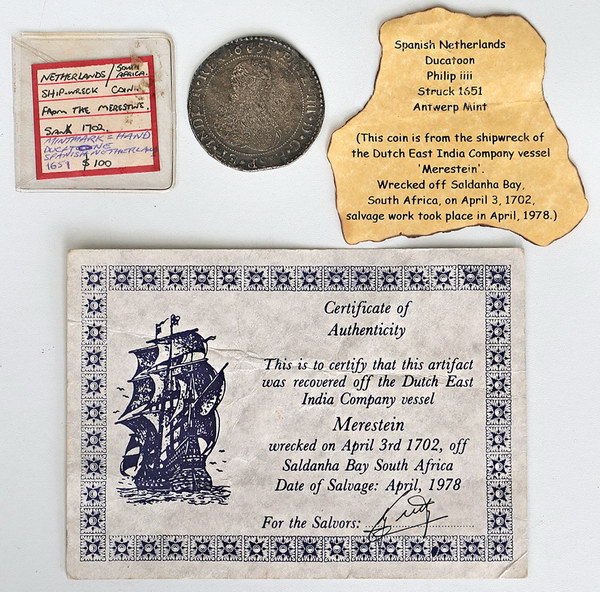 NETHERLANDS / SOUTH AFRICA.
SHIP-WRECK COIN.
FROM THE MERESTEIN.
SANK 1702.
MINTMARK = HAND
DUCATONE
SPANISH NETHERLAND
1651 $100
Spanish Netherlands
Ducatoon
Philip iiii
Struck 1651
Antwerp Mint
(This coin is from the shipwreck of
the Dutch East India Company vessel
'Merestein'.
Wrecked off Saldanha Bay,
South Africa, on April 3, 1702,
salvage work took place in April, 1978.)
Certificate of
Authenticity
This is to certify that this artifact
was recovered off the Dutch East
India Company vessel
Merestein
wrecked on April 3rd 1702, off
Saldanha Bay South Africa
Date of Salvage: April, 1978
For the Salvors: